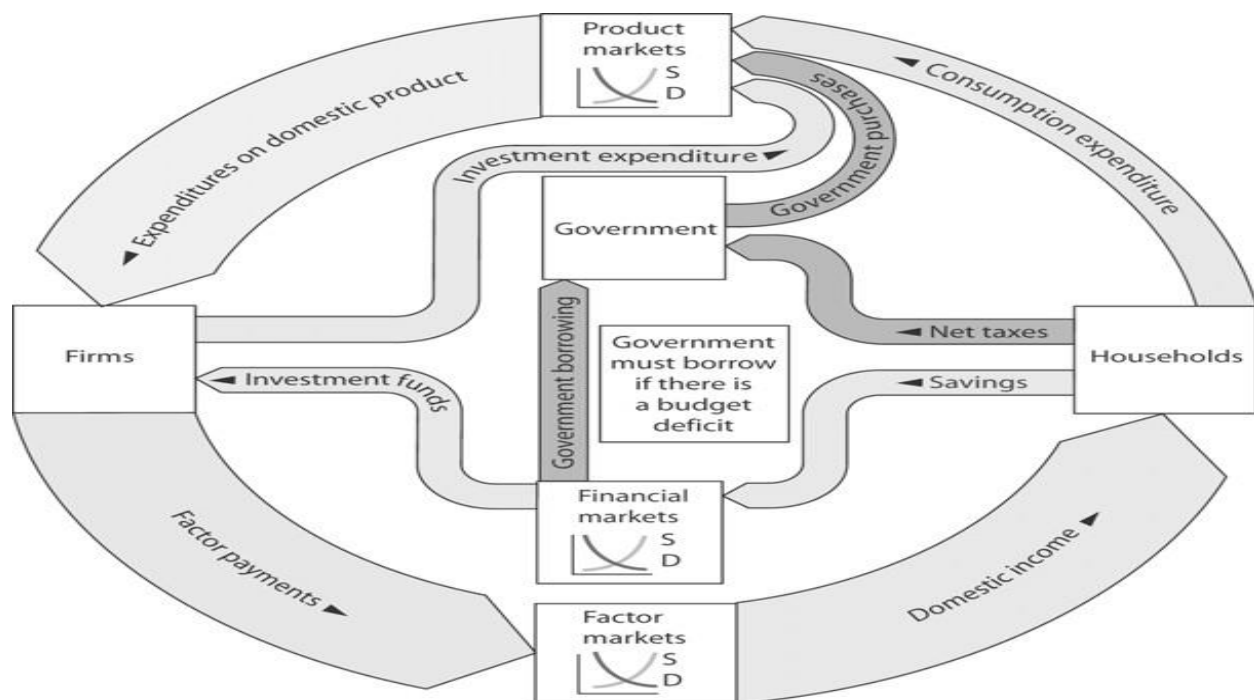 Product
markets
S
D
Consumption expenditure
Expenditures on domestic product
Government purchases
Investment expenditure
Government
Net taxes
Firms
Government
must borrow
if there is
a budget
deficit
Households
Investment funds
Government borrowing
Savings
Financial
markets
S
D
Factor payments
Domestic income
Factor
markets
S
D